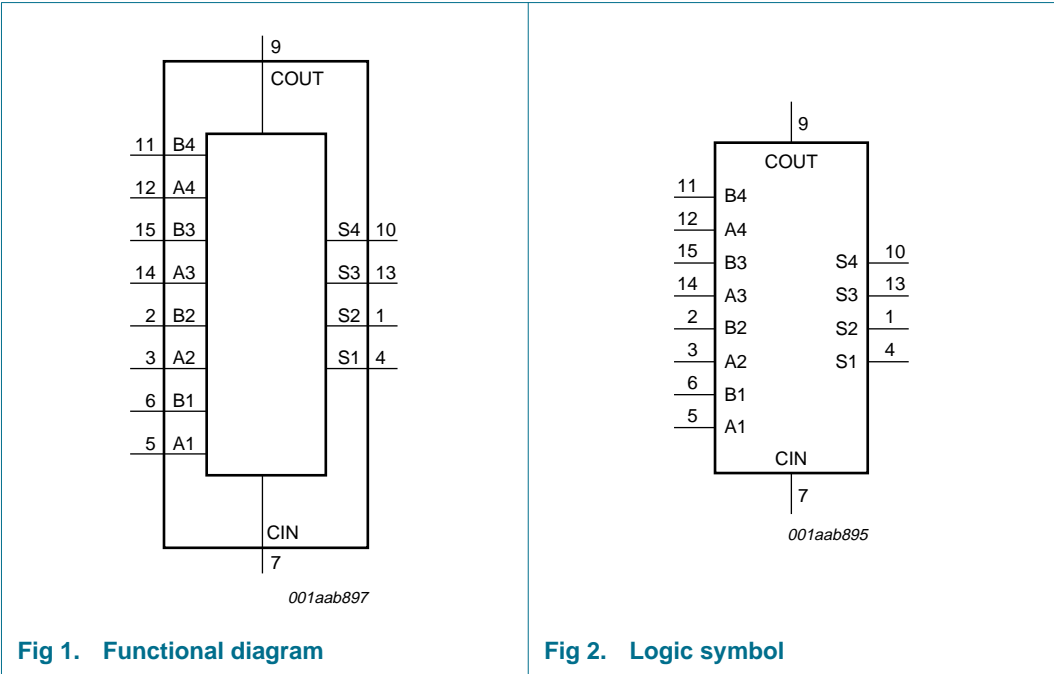 9
COUT
11 B4
12 A4
15 B3
14 A3
2 B2
3 A2
6 B1
5 A1
S4 10
S3 13
S2 1
S1 4
CIN
7
001aab897
Fig 1. Functional diagram
9
COUT
11 B4
12 A4
15 B3
14 A3
2 B2
3 A2
6 B1
5 A1
S4 10
S3 13
S2 1
S1 4
CIN
7
001aab895
Fig 2. Logic symbol